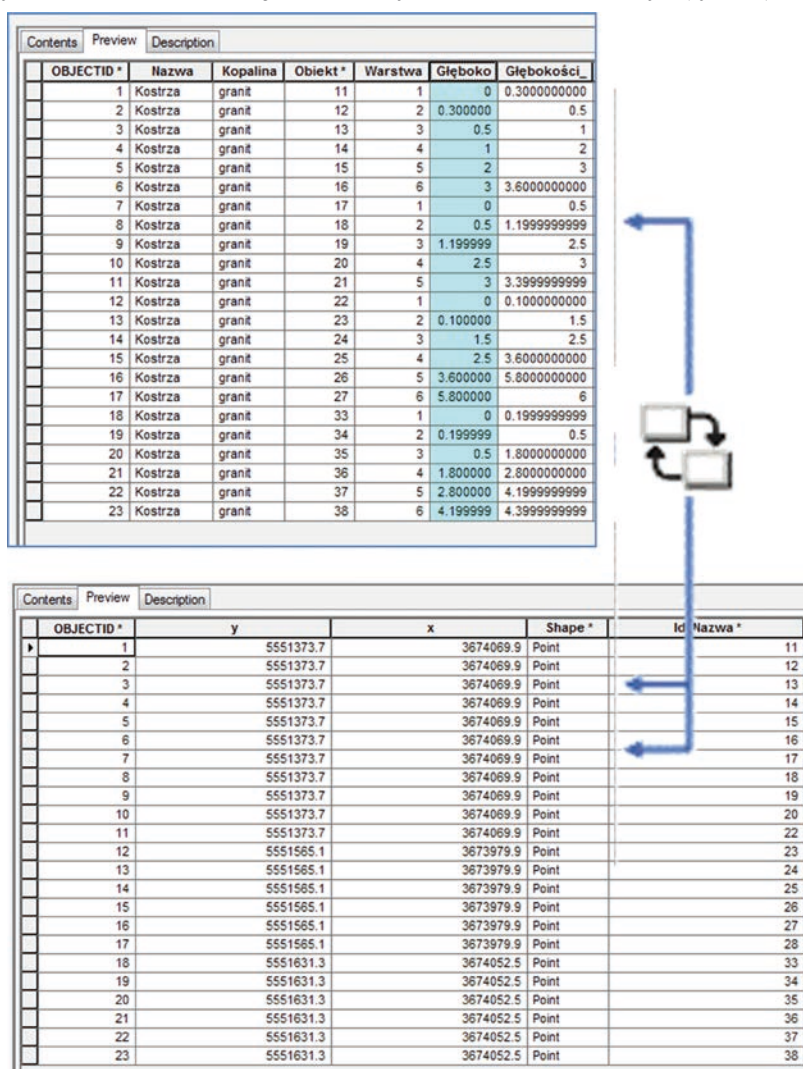 Contents Preview Description
OBJECTID * Nazwa Kopalina Obiekt * Warstwa Głęboko Głębokości_
1 Kostrza granit 11 1 0 0.3000000000
2 Kostrza granit 12 2 0.300000 0.5
3 Kostrza granit 13 3 0.5 1
4 Kostrza granit 14 4 1 2
5 Kostrza granit 15 5 2 3
6 Kostrza granit 16 6 3 3.6000000000
7 Kostrza granit 17 1 0 0.5
8 Kostrza granit 18 2 0.5 1.1999999999
9 Kostrza granit 19 3 1.199999 2.5
10 Kostrza granit 20 4 2.5 3
11 Kostrza granit 21 5 3 3.3999999999
12 Kostrza granit 22 1 0 0.1000000000
13 Kostrza granit 23 2 0.100000 1.5
14 Kostrza granit 24 3 1.5 2.5
15 Kostrza granit 25 4 2.5 3.6000000000
16 Kostrza granit 26 5 3.600000 5.8000000000
17 Kostrza granit 27 6 5.800000 6
18 Kostrza granit 33 1 0 0.1999999999
19 Kostrza granit 34 2 0.199999 0.5
20 Kostrza granit 35 3 0.5 1.8000000000
21 Kostrza granit 36 4 1.800000 2.8000000000
22 Kostrza granit 37 5 2.800000 4.1999999999
23 Kostrza granit 38 6 4.199999 4.3999999999
Contents Preview Description
OBJECTID * y x Shape * Id Nazwa *
1 5551373.7 3674069.9 Point 11
2 5551373.7 3674069.9 Point 12
3 5551373.7 3674069.9 Point 13
4 5551373.7 3674069.9 Point 14
5 5551373.7 3674069.9 Point 15
6 5551373.7 3674069.9 Point 16
7 5551373.7 3674069.9 Point 17
8 5551373.7 3674069.9 Point 18
9 5551373.7 3674069.9 Point 19
10 5551373.7 3674069.9 Point 20
11 5551373.7 3674069.9 Point 22
12 5551565.1 3673979.9 Point 23
13 5551565.1 3673979.9 Point 24
14 5551565.1 3673979.9 Point 25
15 5551565.1 3673979.9 Point 26
16 5551565.1 3673979.9 Point 27
17 5551565.1 3673979.9 Point 28
18 5551631.3 3674052.5 Point 33
19 5551631.3 3674052.5 Point 34
20 5551631.3 3674052.5 Point 35
21 5551631.3 3674052.5 Point 36
22 5551631.3 3674052.5 Point 37
23 5551631.3 3674052.5 Point 38